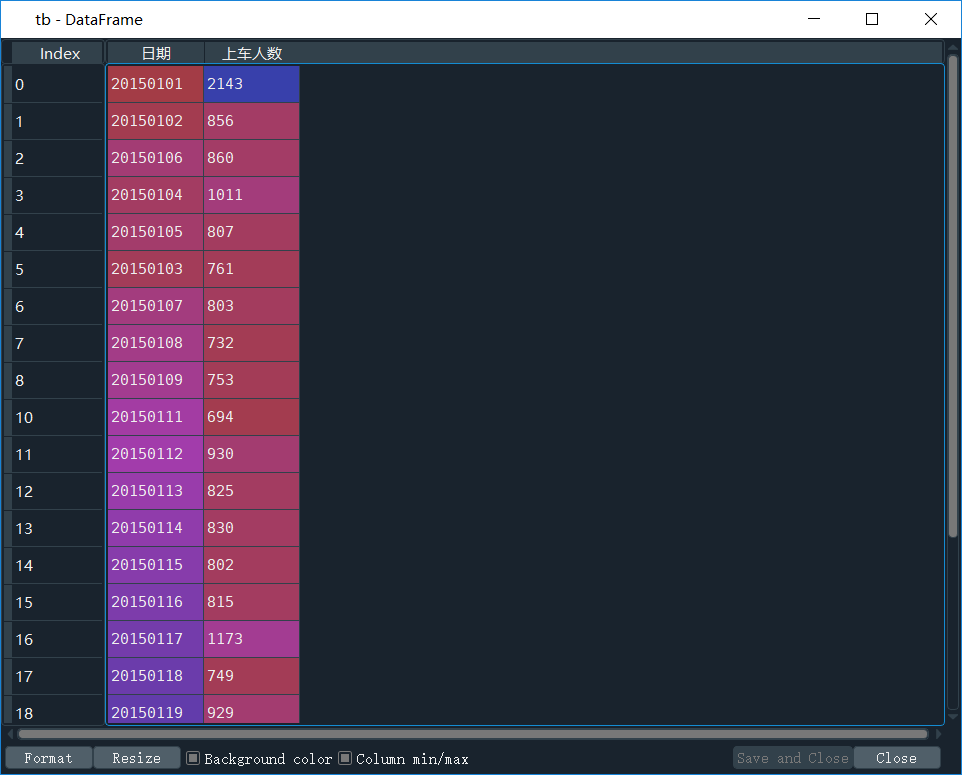 tb - DataFrame
Index 日期 上车人数
0 20150101 2143
1 20150102 856
2 20150106 860
3 20150104 1011
4 20150105 807
5 20150103 761
6 20150107 803
7 20150108 732
8 20150109 753
10 20150111 694
11 20150112 930
12 20150113 825
13 20150114 830
14 20150115 802
15 20150116 815
16 20150117 1173
17 20150118 749
18 20150119 929
Format Resize Background color Column min/max Save and Close Close